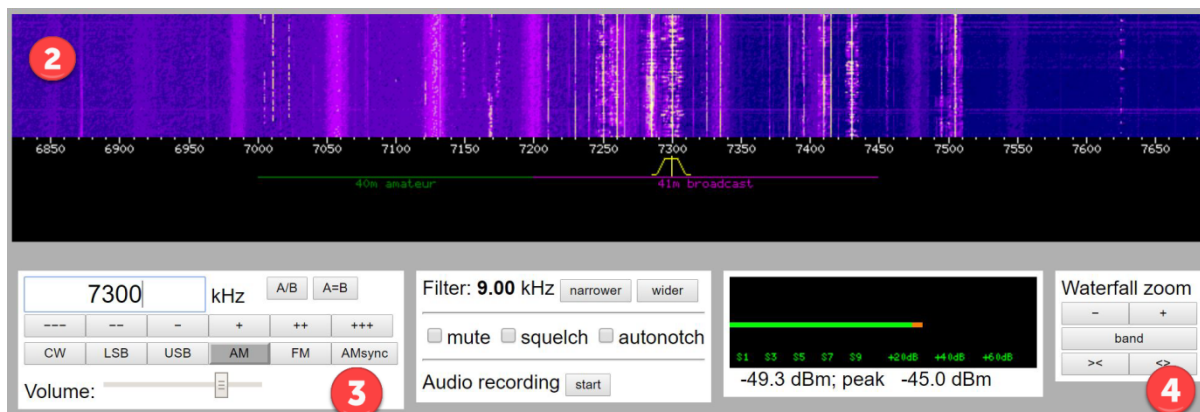 2
6850 6900 6950 7000 7050 7100 7150 7200 7250 7300 7350 7400 7450 7500 7550 7600 7650
40m amateur 41m broadcast
7300 kHz A/B A=B
--- -- - + ++ +++
CW LSB USB AM FM AMsync
Volume:
3
Filter: 9.00 kHz narrower wider
mute squelch autonotch
Audio recording start
S1 S3 S5 S7 S9 +20dB +40dB +60dB
-49.3 dBm; peak -45.0 dBm
Waterfall zoom
- +
band
>< <>
4